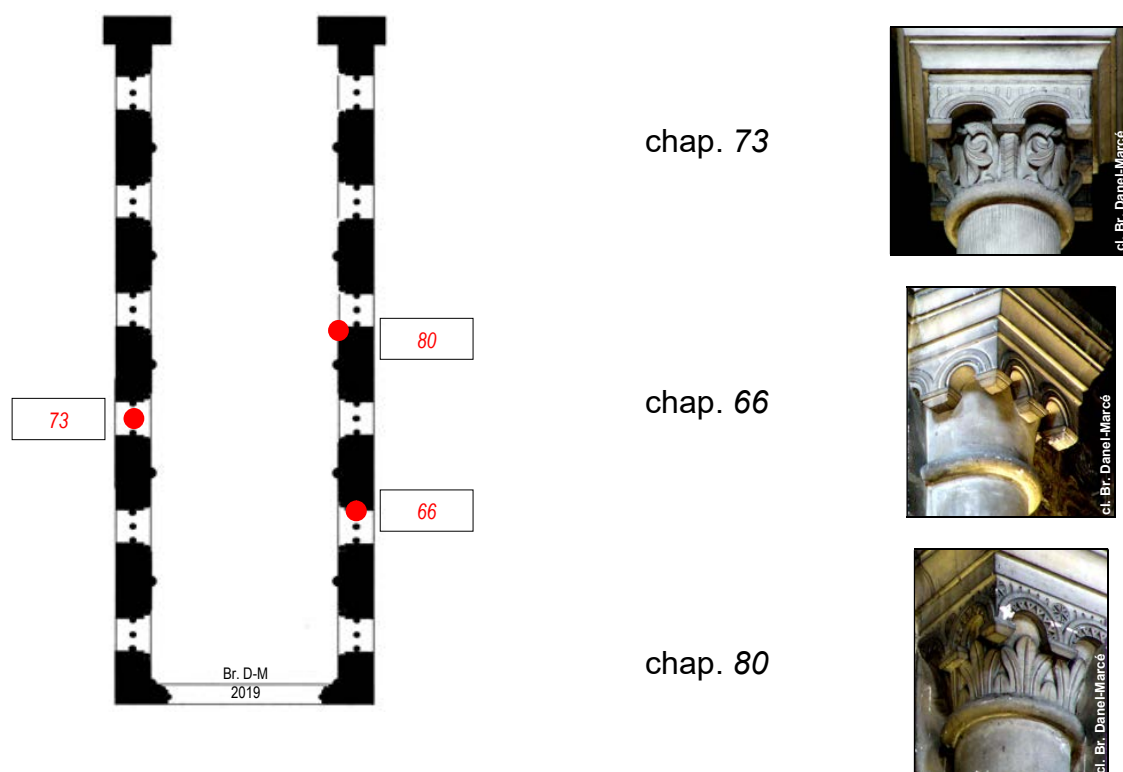 chap. 73
cl. Br. Danel-Marcé
80
73
chap. 66
cl. Br. Danel-Marcé
66
chap. 80
cl. Br. Danel-Marcé
Br. D-M
2019